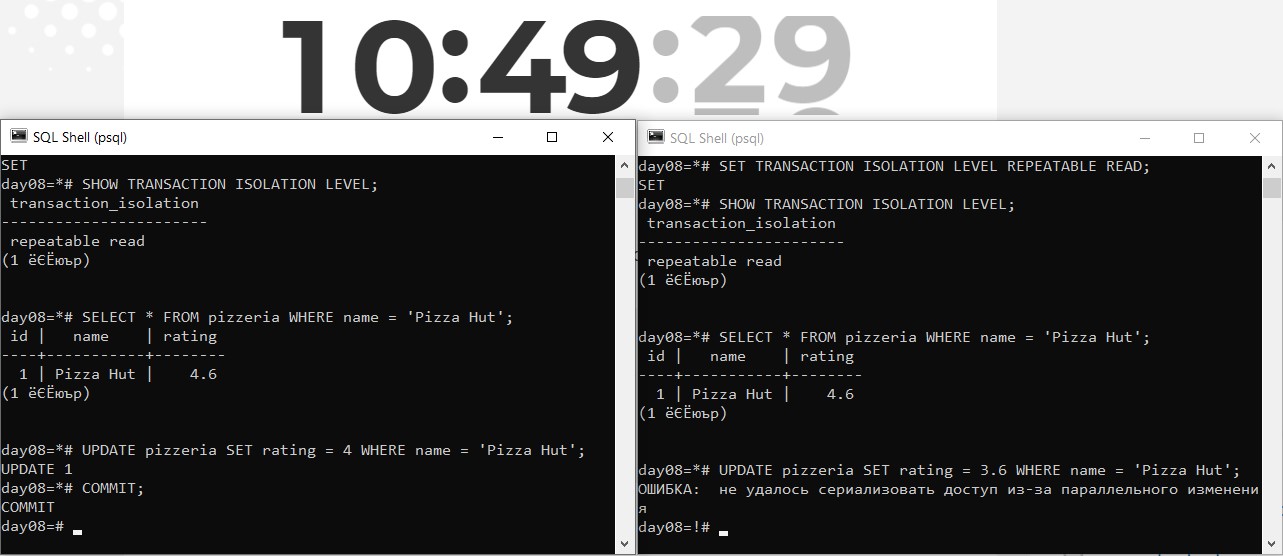 10:49:29
SQL Shell (psql)
SET
day08=*# SHOW TRANSACTION ISOLATION LEVEL;
transaction_isolation
-----------------------
repeatable read
(1 ёЄЁюър)
day08=*# SELECT * FROM pizzeria WHERE name = 'Pizza Hut';
id |   name    | rating
----+-----------+--------
1 | Pizza Hut |    4.6
(1 ёЄЁюър)
day08=*# UPDATE pizzeria SET rating = 4 WHERE name = 'Pizza Hut';
UPDATE 1
day08=*# COMMIT;
COMMIT
day08=#
SQL Shell (psql)
day08=*# SET TRANSACTION ISOLATION LEVEL REPEATABLE READ;
SET
day08=*# SHOW TRANSACTION ISOLATION LEVEL;
transaction_isolation
-----------------------
repeatable read
(1 ёЄЁюър)
day08=*# SELECT * FROM pizzeria WHERE name = 'Pizza Hut';
id |   name    | rating
----+-----------+--------
1 | Pizza Hut |    4.6
(1 ёЄЁюър)
day08=*# UPDATE pizzeria SET rating = 3.6 WHERE name = 'Pizza Hut';
ОШИБКА:  не удалось сериализовать доступ из-за параллельного изменени
я
day08=!#